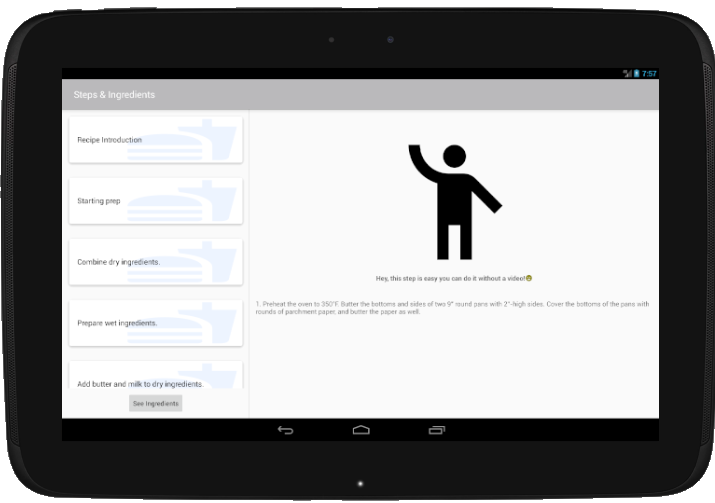 7:57
Steps & Ingredients
Recipe Introduction
Starting prep
Combine dry ingredients.
Prepare wet ingredients.
Add butter and milk to dry ingredients.
See Ingredients
Hey, this step is easy you can do it without a video!😨
1. Preheat the oven to 350°F. Butter the bottoms and sides of two 9" round pans with 2"-high sides. Cover the bottoms of the pans with
rounds of parchment paper, and butter the paper as well.